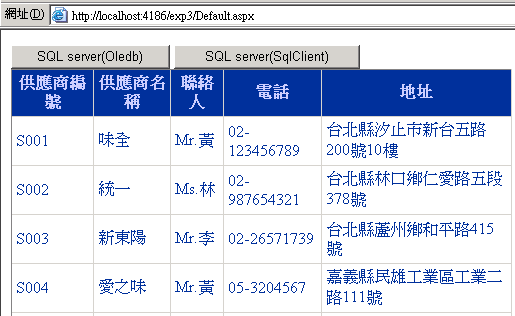 網址(D) http://localhost:4186/exp3/Default.aspx
SQL server(Oledb) SQL server(SqlClient)
供應商編號 供應商名稱 聯絡人 電話 地址
S001 味全 Mr.黃 02-123456789 台北縣汐止市新台五路200號10樓
S002 統一 Ms.林 02-987654321 台北縣林口鄉仁愛路五段378號
S003 新東陽 Mr.李 02-26571739 台北縣蘆州鄉和平路415號
S004 愛之味 Mr.黃 05-3204567 嘉義縣民雄工業區工業二路111號